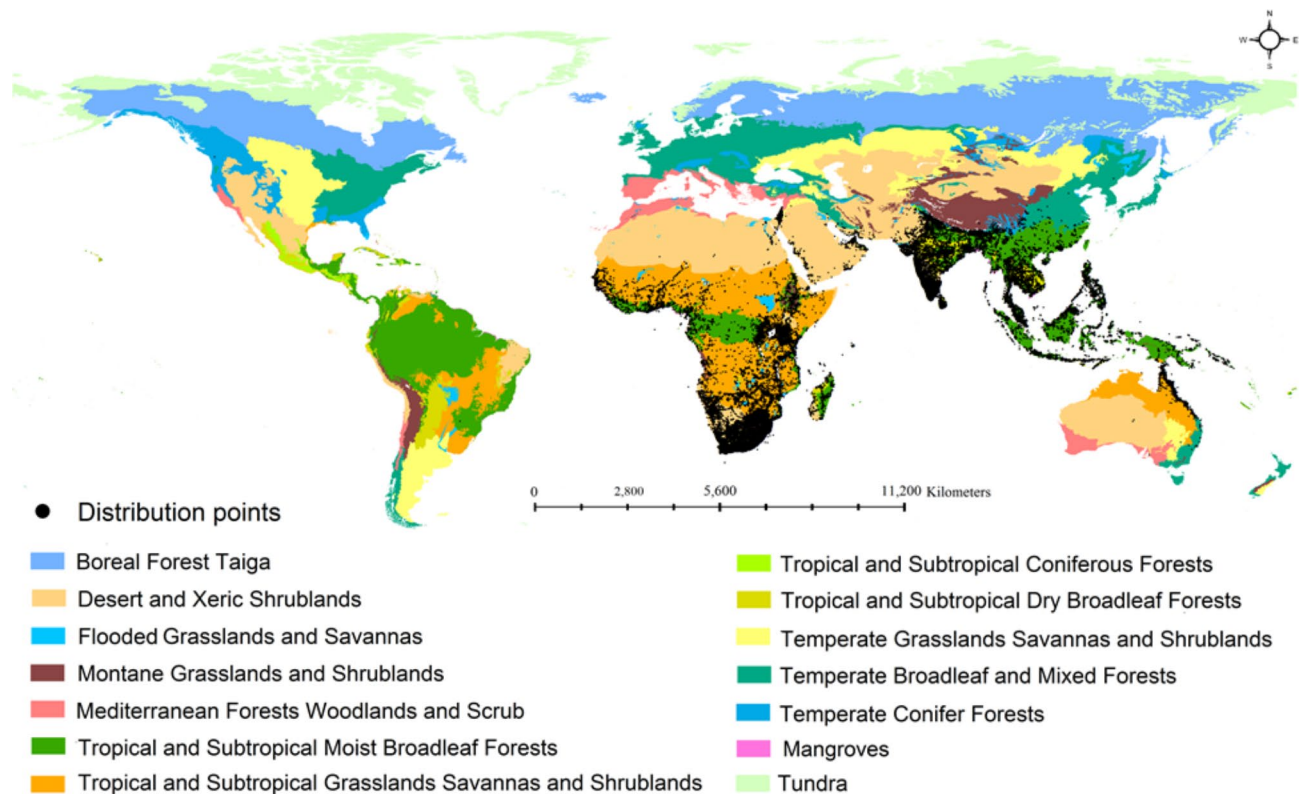 N
W E
S
0 2,800 5,600 11,200 Kilometers
Distribution points
Boreal Forest Taiga
Desert and Xeric Shrublands
Flooded Grasslands and Savannas
Montane Grasslands and Shrublands
Mediterranean Forests Woodlands and Scrub
Tropical and Subtropical Moist Broadleaf Forests
Tropical and Subtropical Grasslands Savannas and Shrublands
Tropical and Subtropical Coniferous Forests
Tropical and Subtropical Dry Broadleaf Forests
Temperate Grasslands Savannas and Shrublands
Temperate Broadleaf and Mixed Forests
Temperate Conifer Forests
Mangroves
Tundra